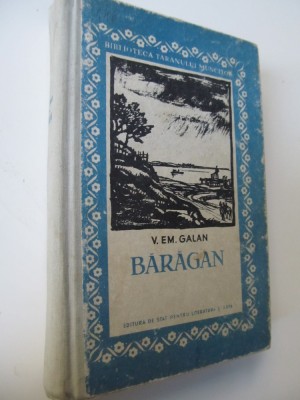 BIBLIOTECA ȚĂRANULUI MUNCITOR
V. EM. GALAN
BĂRĂGAN
EDITURA DE STAT PENTRU LITERATURĂ